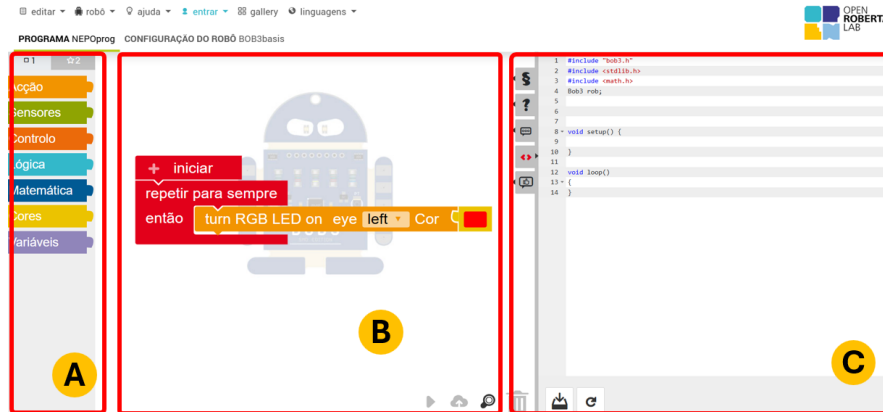 editar robô ajuda entrar gallery linguagens
OPEN
ROBERTA
LAB
PROGRAMA NEPOprog CONFIGURAÇÃO DO ROBÔ BOB3basis
1 2
Acção
Sensores
Controlo
Lógica
Matemática
Cores
Variáveis
A
+ iniciar
repetir para sempre
então turn RGB LED on eye left Cor
B
§
?
1 #include "bob3.h"
2 #include <stdlib.h>
3 #include <math.h>
4 Bob3 rob;
5
6
7
8 void setup() {
9
10 }
11
12 void loop()
13 {
14 }
C